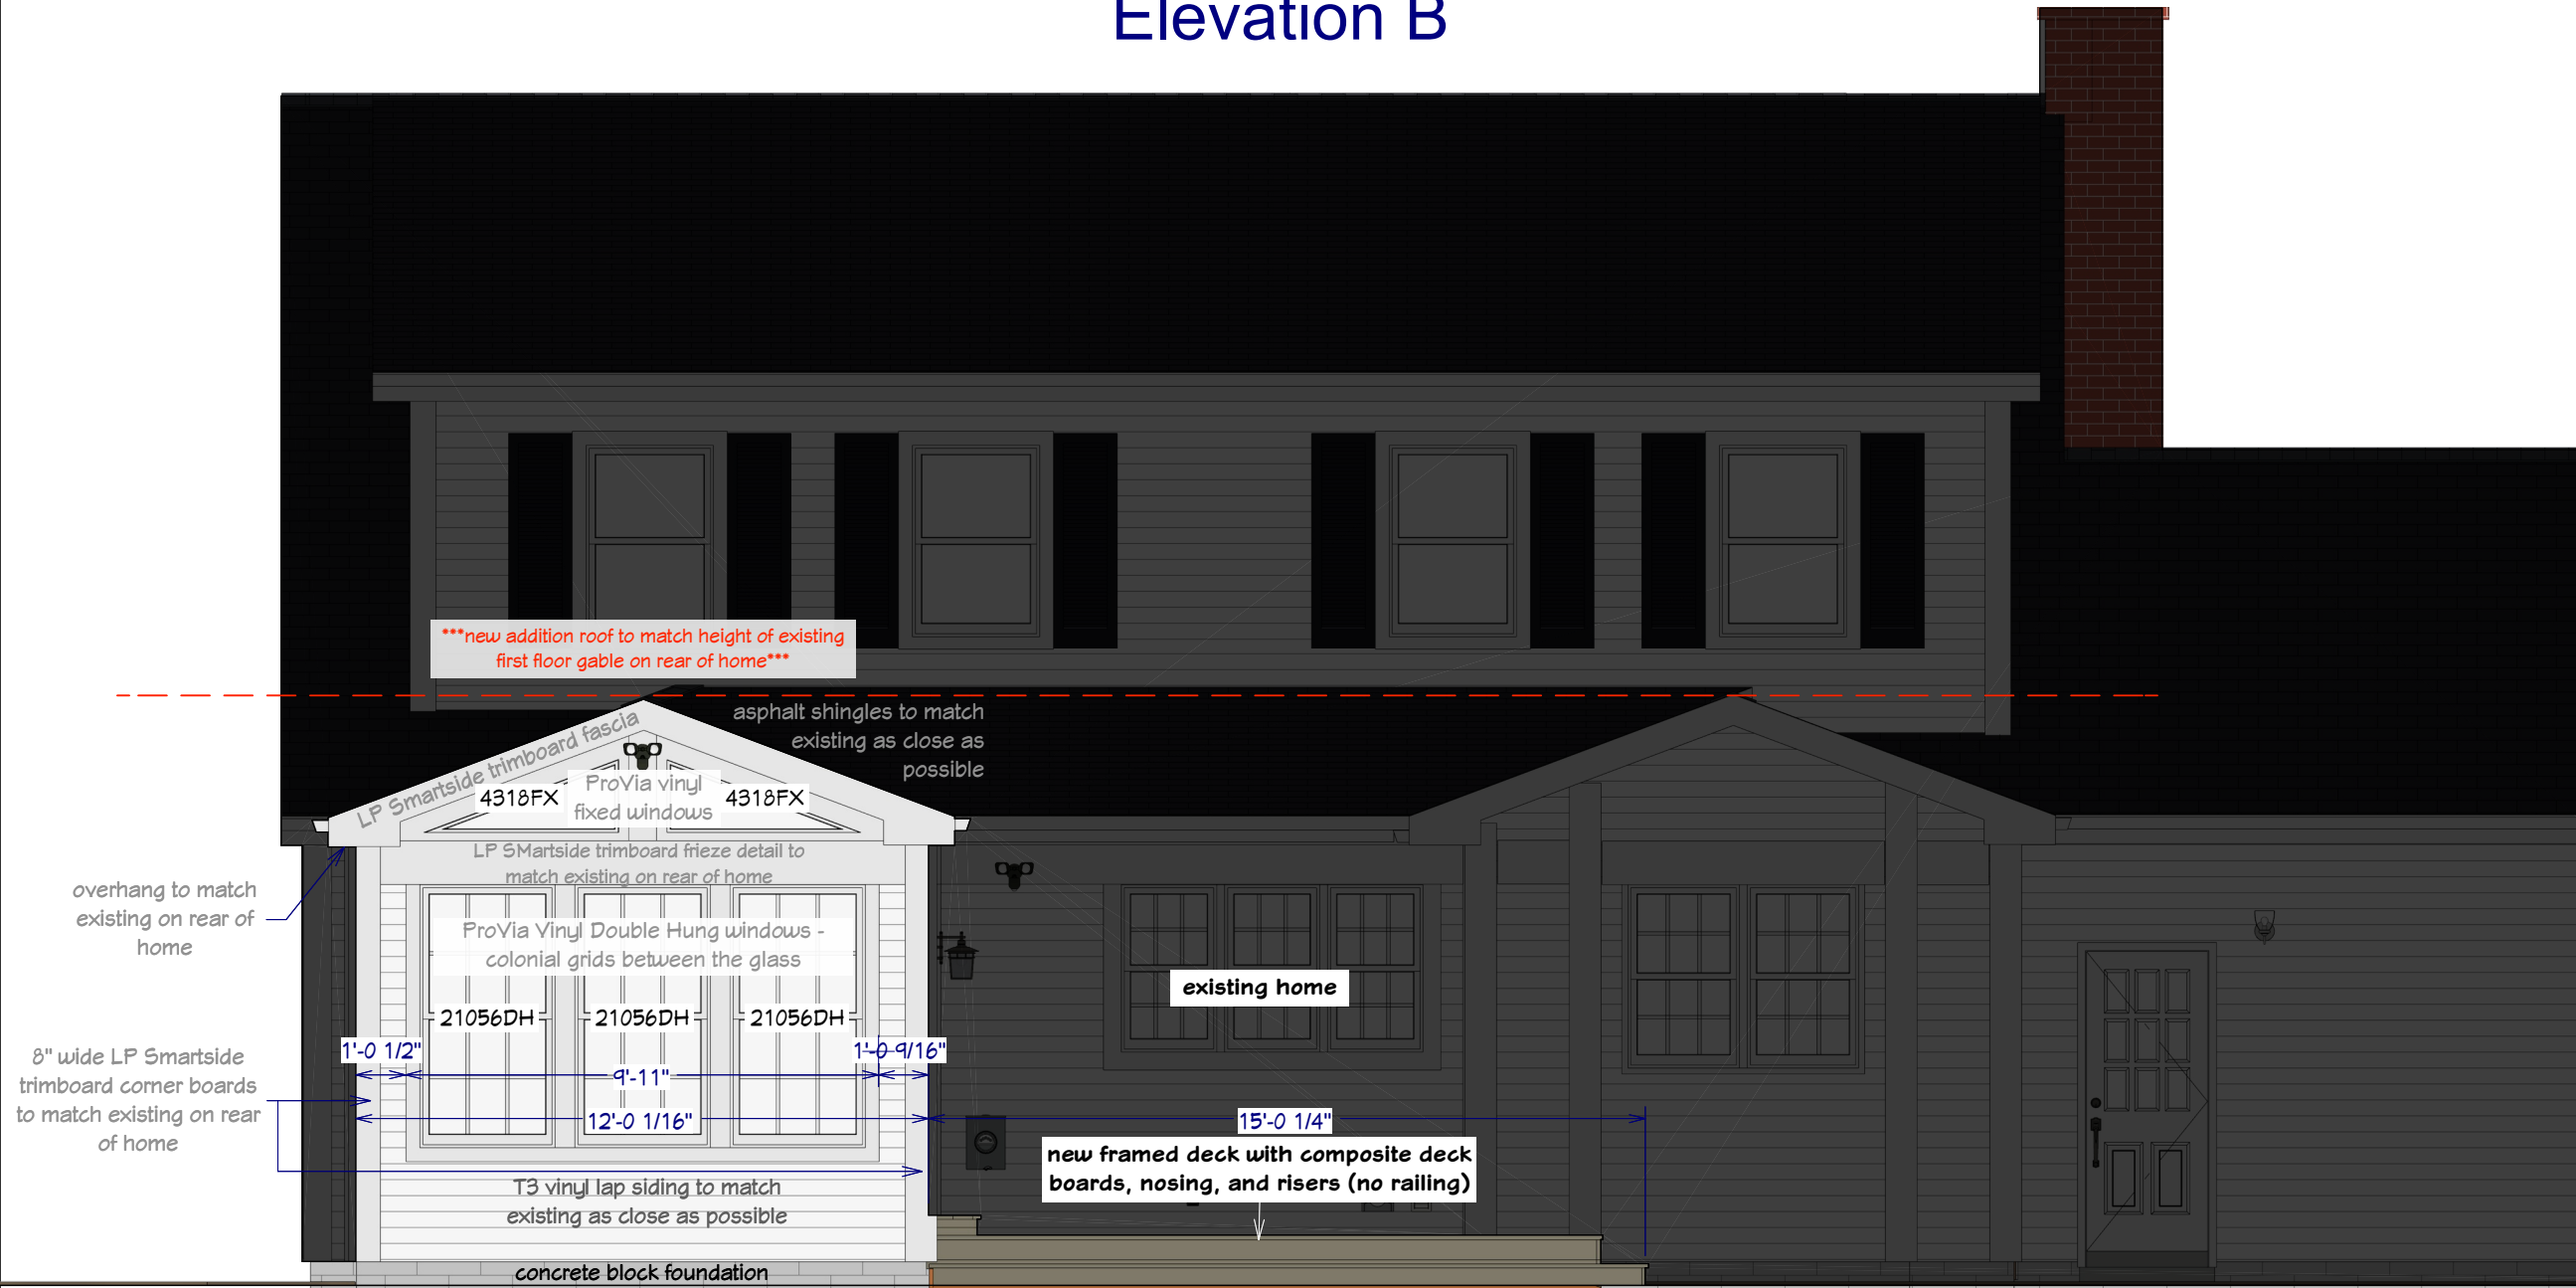 Elevation B
***new addition roof to match height of existing
first floor gable on rear of home***
asphalt shingles to match
existing as close as
possible
LP Smartside trimboard fascia
4318FX
ProVia vinyl
fixed windows
4318FX
LP SMartside trimboard frieze detail to
match existing on rear of home
overhang to match
existing on rear of
home
ProVia Vinyl Double Hung windows -
colonial grids between the glass
existing home
21056DH
21056DH
21056DH
8" wide LP Smartside
trimboard corner boards
to match existing on rear
of home
1'-0 1/2"
1'-0 9/16"
9'-11"
12'-0 1/16"
15'-0 1/4"
new framed deck with composite deck
boards, nosing, and risers (no railing)
T3 vinyl lap siding to match
existing as close as possible
concrete block foundation